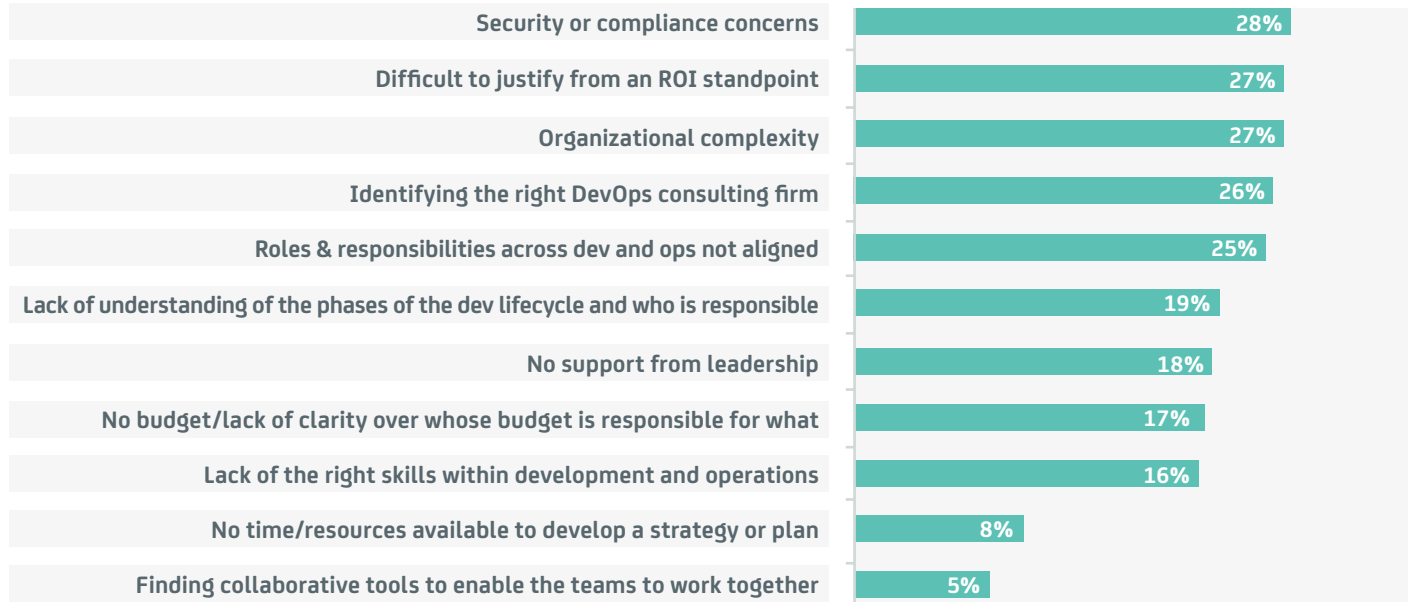 Security or compliance concerns 28%
Difficult to justify from an ROI standpoint 27%
Organizational complexity 27%
Identifying the right DevOps consulting firm 26%
Roles & responsibilities across dev and ops not aligned 25%
Lack of understanding of the phases of the dev lifecycle and who is responsible 19%
No support from leadership 18%
No budget/lack of clarity over whose budget is responsible for what 17%
Lack of the right skills within development and operations 16%
No time/resources available to develop a strategy or plan 8%
Finding collaborative tools to enable the teams to work together 5%